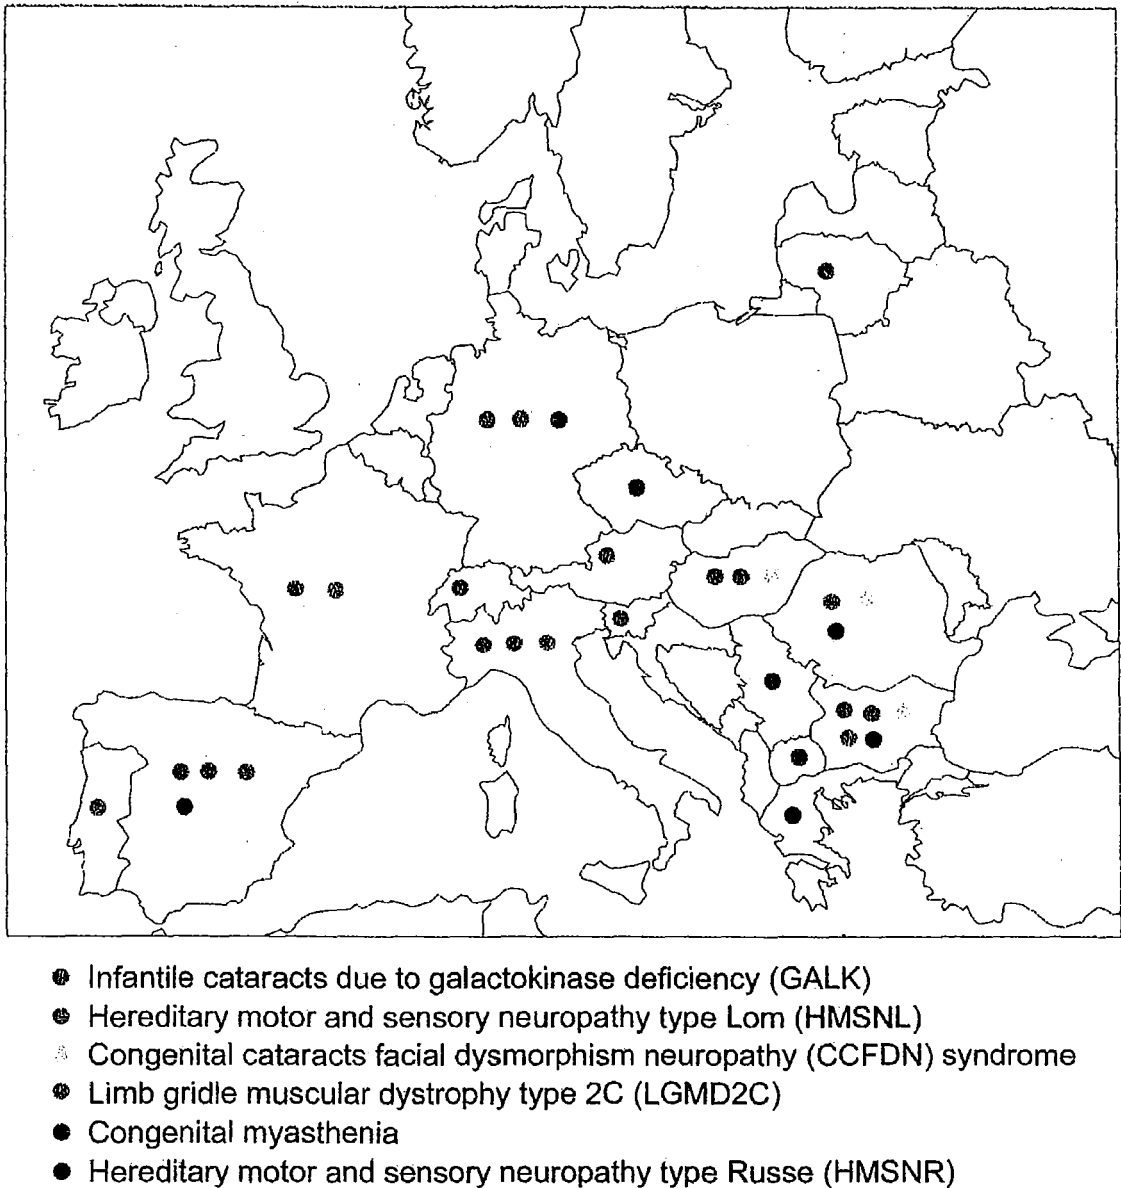 Infantile cataracts due to galactokinase deficiency (GALK)
Hereditary motor and sensory neuropathy type Lom (HMSNL)
Congenital cataracts facial dysmorphism neuropathy (CCFDN) syndrome
Limb gridle muscular dystrophy type 2C (LGMD2C)
Congenital myasthenia
Hereditary motor and sensory neuropathy type Russe (HMSNR)